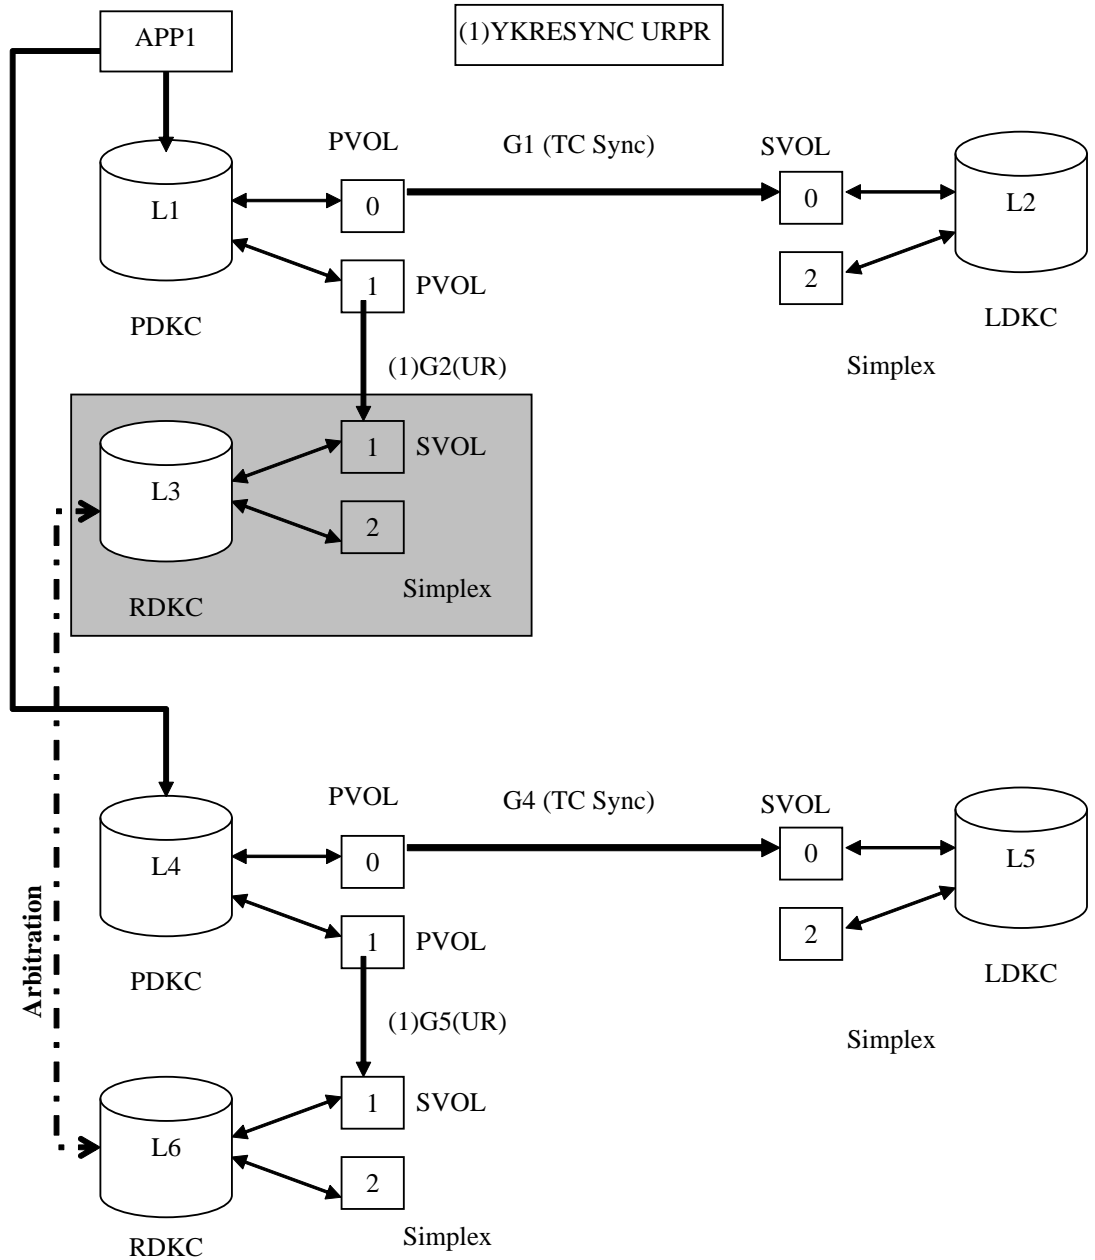 APP1
(1)YKRESYNC URPR
PVOL
G1 (TC Sync)
SVOL
L1
0
0
L2
1
PVOL
2
PDKC
LDKC
(1)G2(UR)
Simplex
L3
1
SVOL
2
Simplex
RDKC
PVOL
G4 (TC Sync)
SVOL
L4
0
0
L5
1
PVOL
2
PDKC
LDKC
Arbitration
(1)G5(UR)
Simplex
L6
1
SVOL
2
Simplex
RDKC